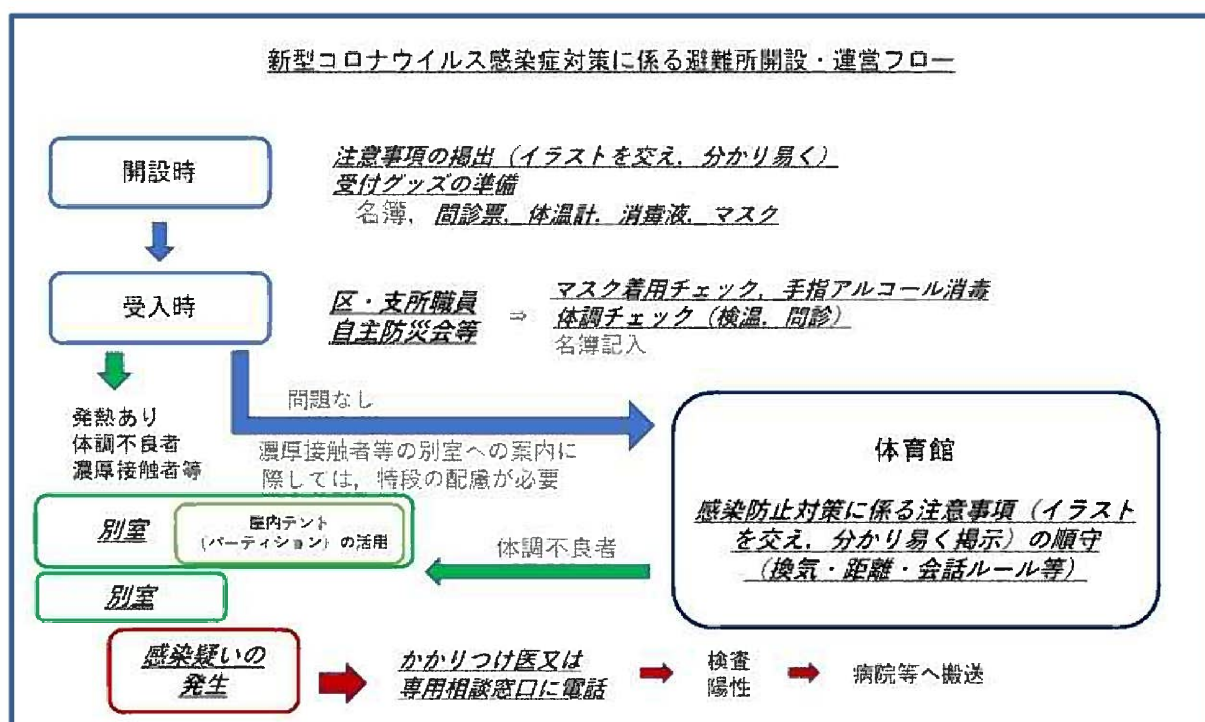 新型コロナウイルス感染症対策に係る避難所開設・運営フロー
開設時
注意事項の掲出（イラストを交え，分かり易く）
受付グッズの準備
名簿，問診票，体温計，消毒液，マスク
受入時
区・支所職員
自主防災会等
⇒
マスク着用チェック，手指アルコール消毒
体調チェック（検温，問診）
名簿記入
発熱あり
体調不良者
濃厚接触者等
問題なし
濃厚接触者等の別室への案内に
際しては，特段の配慮が必要
体育館
感染防止対策に係る注意事項（イラスト
を交え，分かり易く掲示）の順守
（換気・距離・会話ルール等）
別室
屋内テント
（パーティション）の活用
体調不良者
別室
感染疑いの
発生
かかりつけ医又は
専用相談窓口に電話
検査
陽性
病院等へ搬送